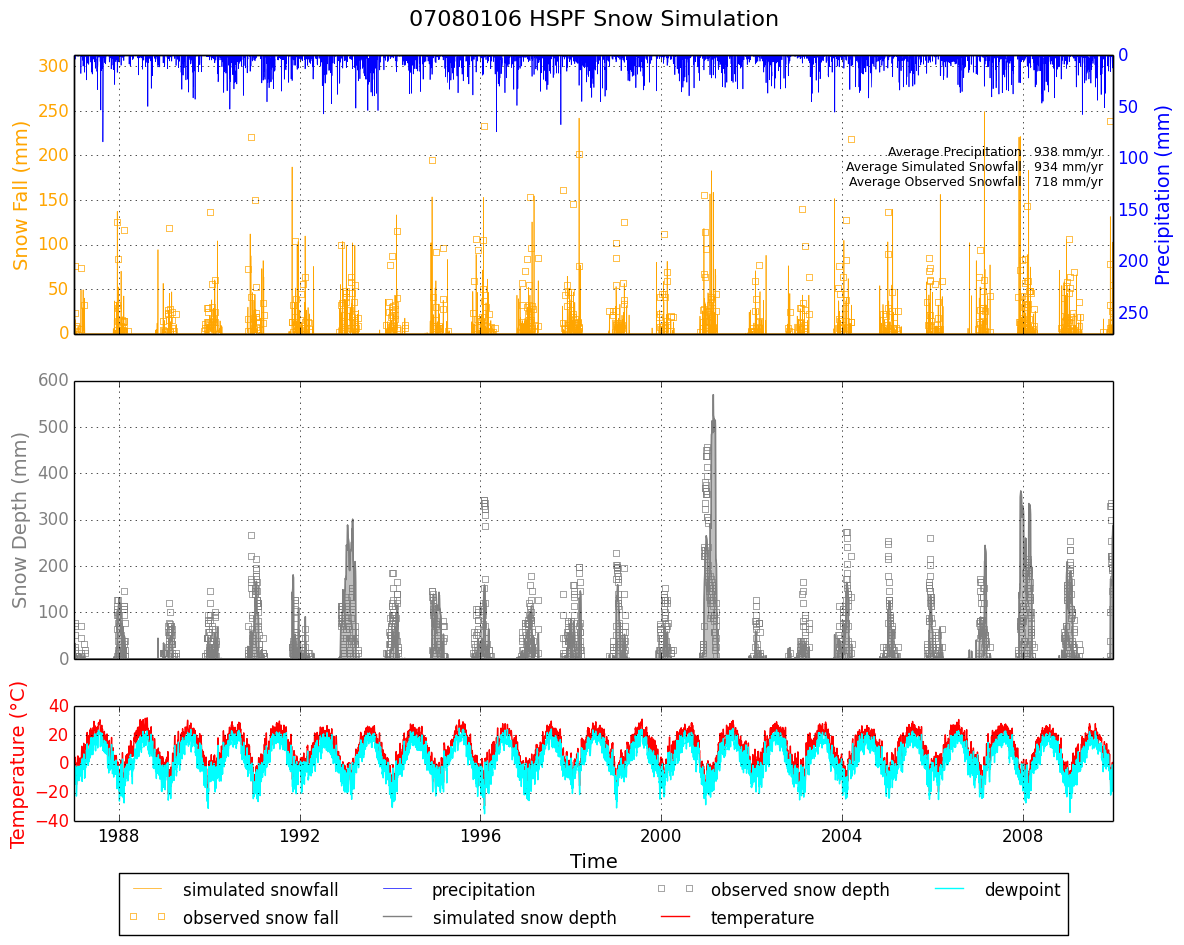 07080106 HSPF Snow Simulation
Snow Fall (mm)
300
250
200
150
100
50
0
0
50
100
150
200
250
Precipitation (mm)
Average Precipitation: 938 mm/yr
Average Simulated Snowfall: 934 mm/yr
Average Observed Snowfall: 718 mm/yr
Snow Depth (mm)
600
500
400
300
200
100
0
Temperature (°C)
40
20
0
−20
−40
1988 1992 1996 2000 2004 2008
Time
simulated snowfall precipitation observed snow depth dewpoint
observed snow fall simulated snow depth temperature